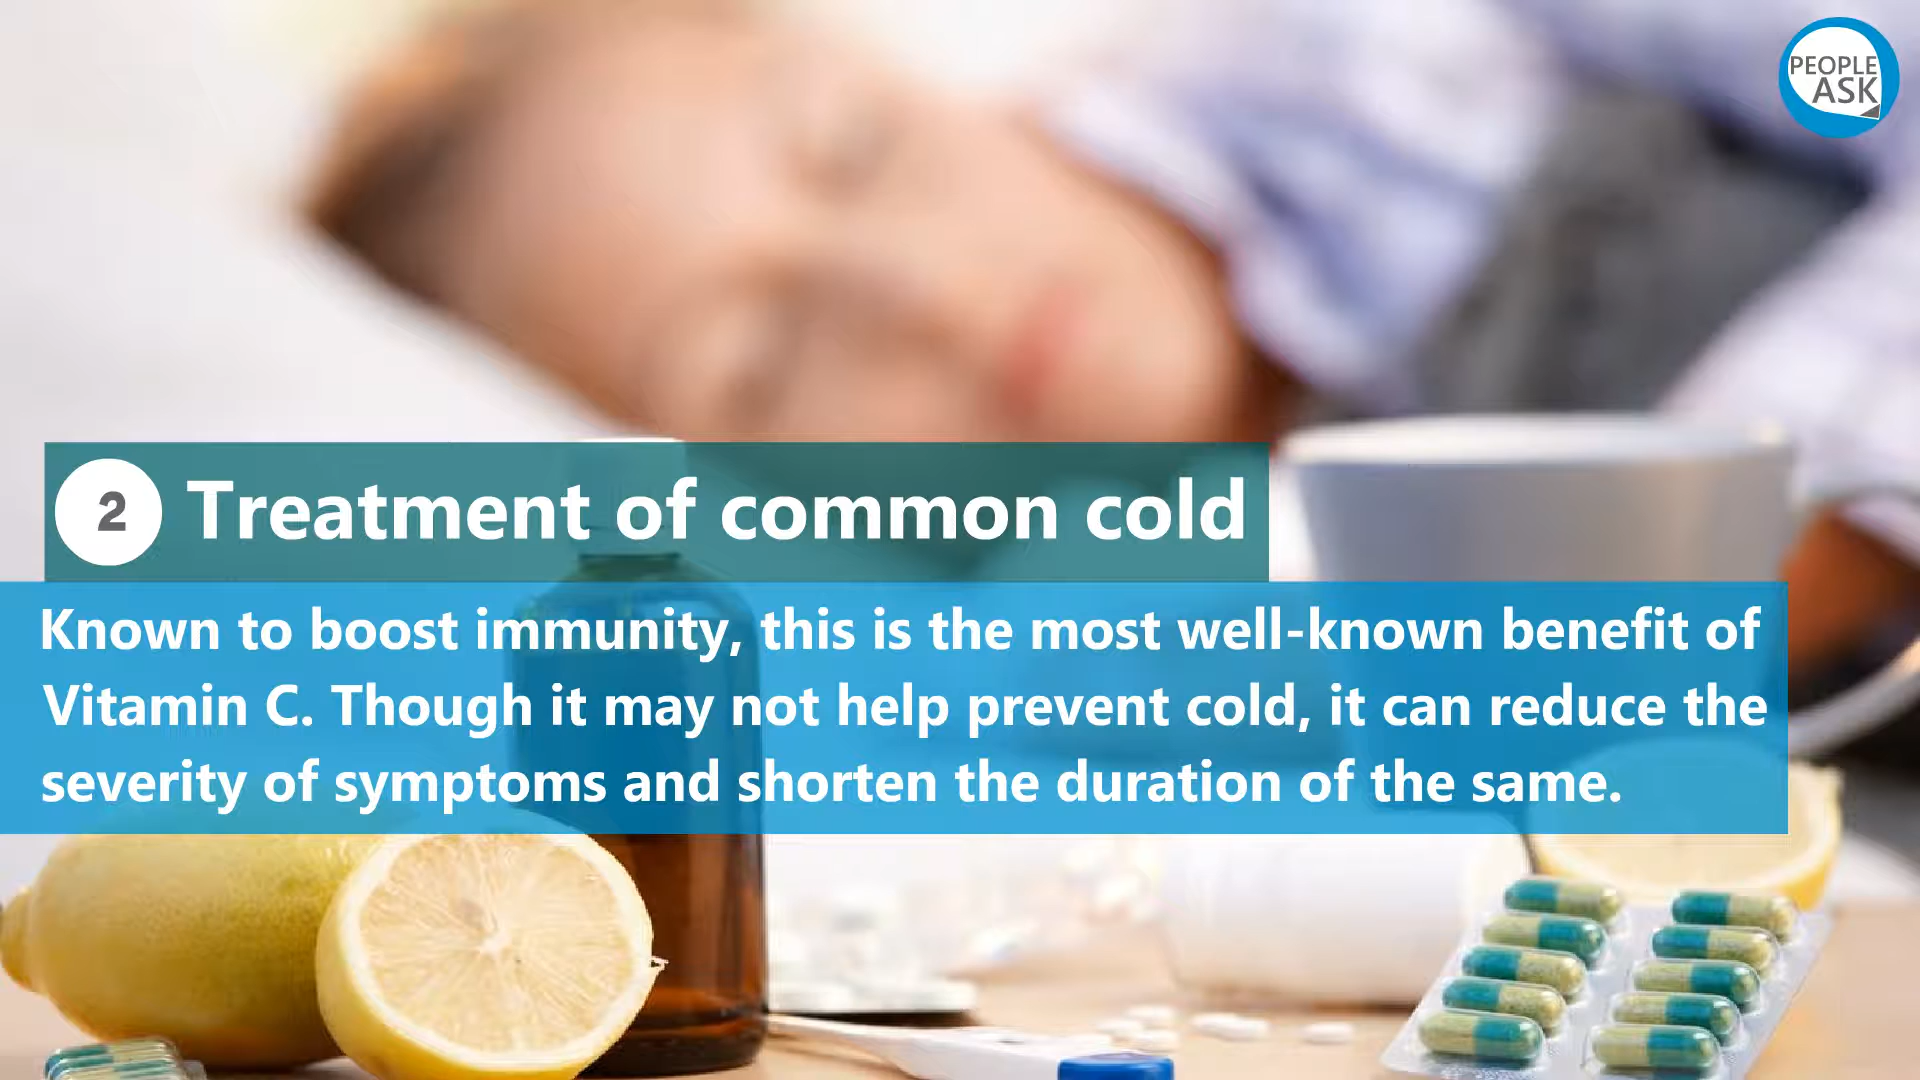 PEOPLE
ASK
2 Treatment of common cold
Known to boost immunity, this is the most well-known benefit of
Vitamin C. Though it may not help prevent cold, it can reduce the
severity of symptoms and shorten the duration of the same.